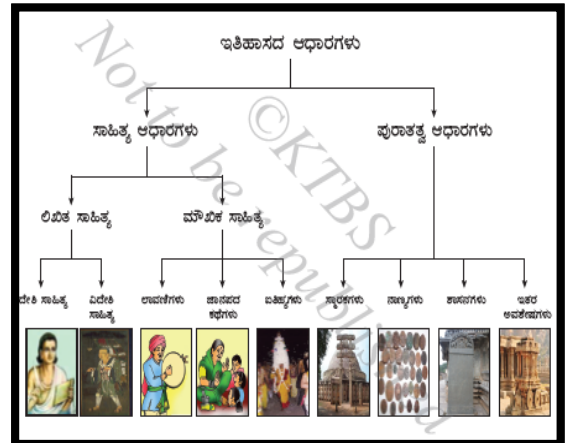 ಇತಿಹಾಸದ ಆಧಾರಗಳು
ಸಾಹಿತ್ಯ ಆಧಾರಗಳು
ಪುರಾತತ್ವ ಆಧಾರಗಳು
ಲಿಖಿತ ಸಾಹಿತ್ಯ
ಮೌಖಿಕ ಸಾಹಿತ್ಯ
ದೇಶಿ ಸಾಹಿತ್ಯ
ವಿದೇಶಿ
ಸಾಹಿತ್ಯ
ಲಾವಣಿಗಳು
ಜಾನಪದ
ಕಥೆಗಳು
ಐತಿಹ್ಯಗಳು
ಸ್ಮಾರಕಗಳು
ನಾಣ್ಯಗಳು
ಶಾಸನಗಳು
ಇತರ
ಅವಶೇಷಗಳು
©KTBS
Not to be republished